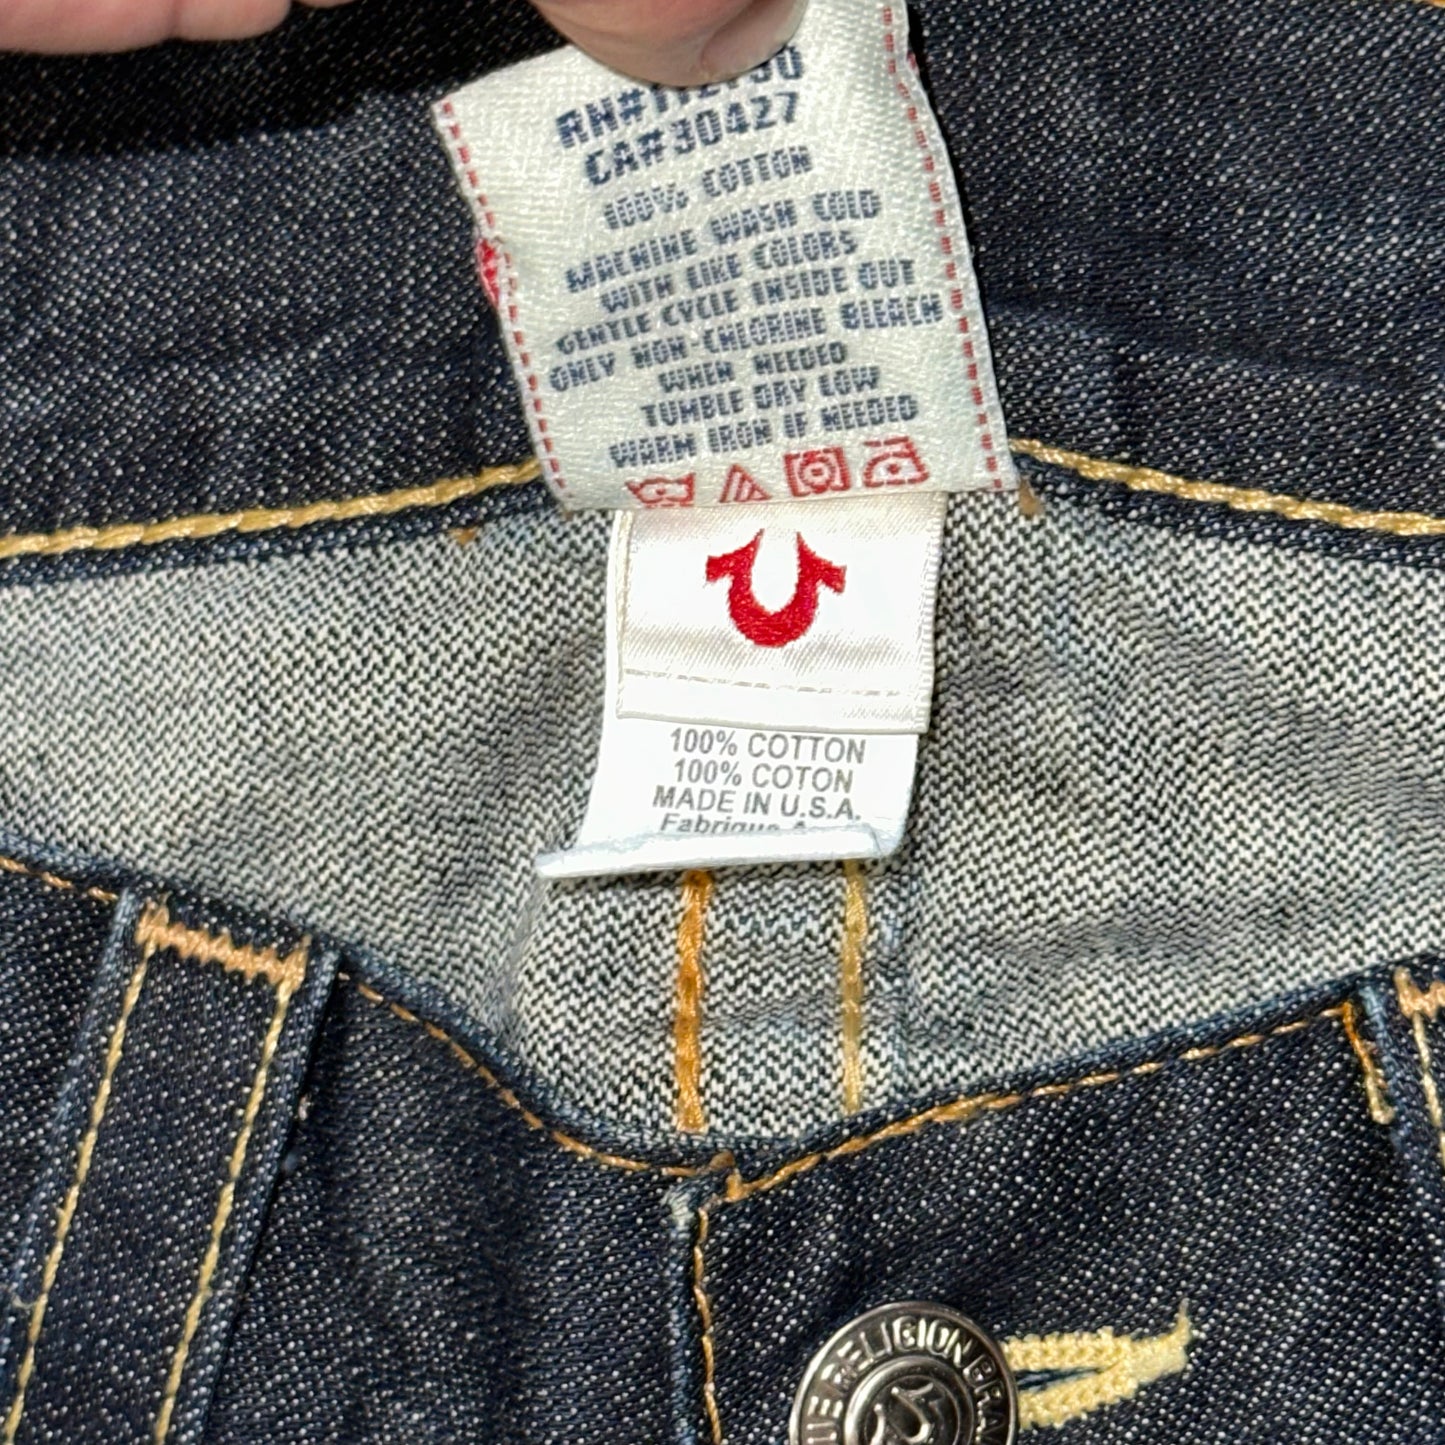 CA#30427
100% COTTON
MACHINE WASH COLD
WITH LIKE COLORS
GENTLE CYCLE INSIDE OUT
ONLY NON-CHLORINE BLEACH
WHEN NEEDED
TUMBLE DRY LOW
WARM IRON IF NEEDED
100% COTTON
100% COTON
MADE IN U.S.A.
Fabrique
RELIGION